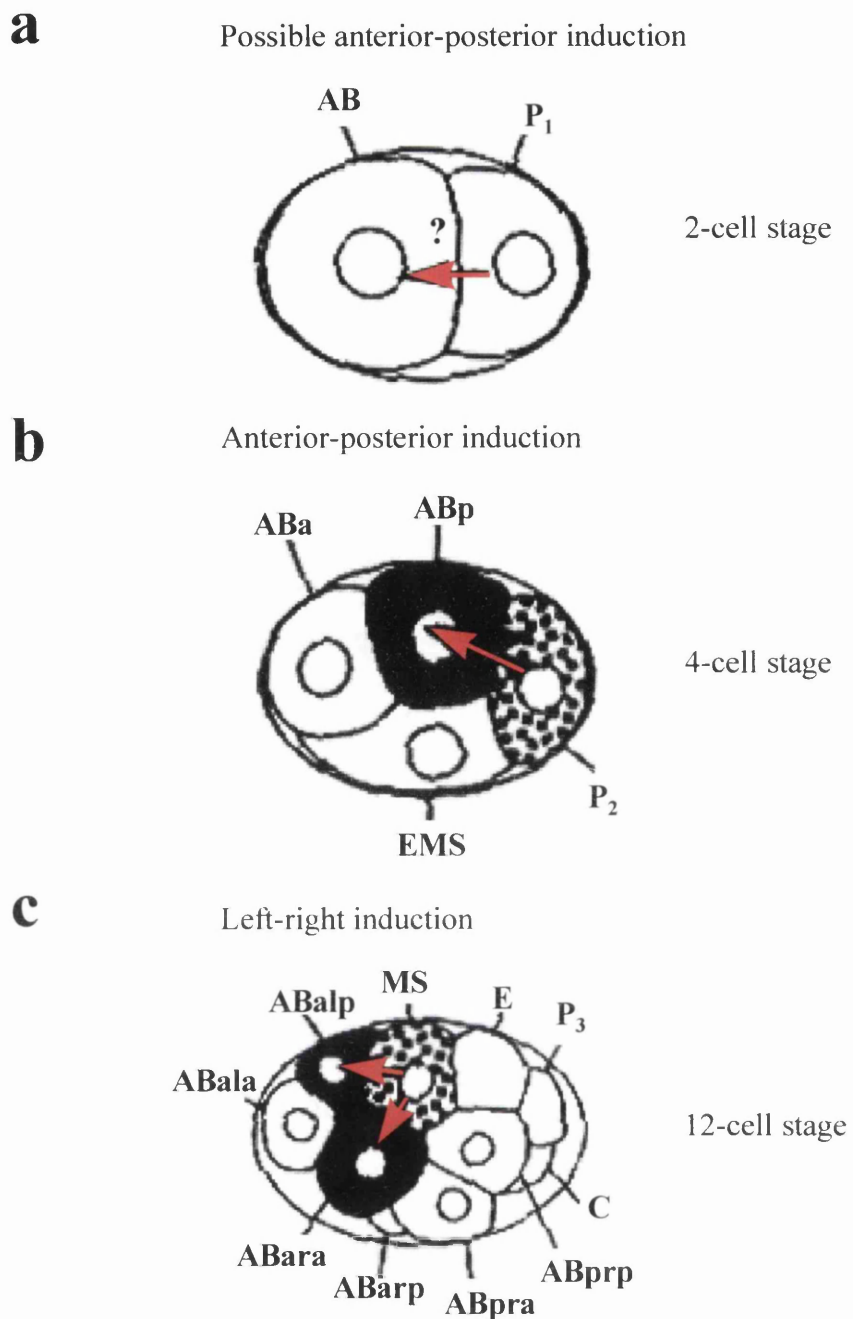 a
Possible anterior-posterior induction
AB
P₁
?
2-cell stage
b
Anterior-posterior induction
ABa
ABp
4-cell stage
P₂
EMS
c
Left-right induction
MS
ABalp
E
P₃
ABala
12-cell stage
C
ABara
ABarp
ABpra
ABprp